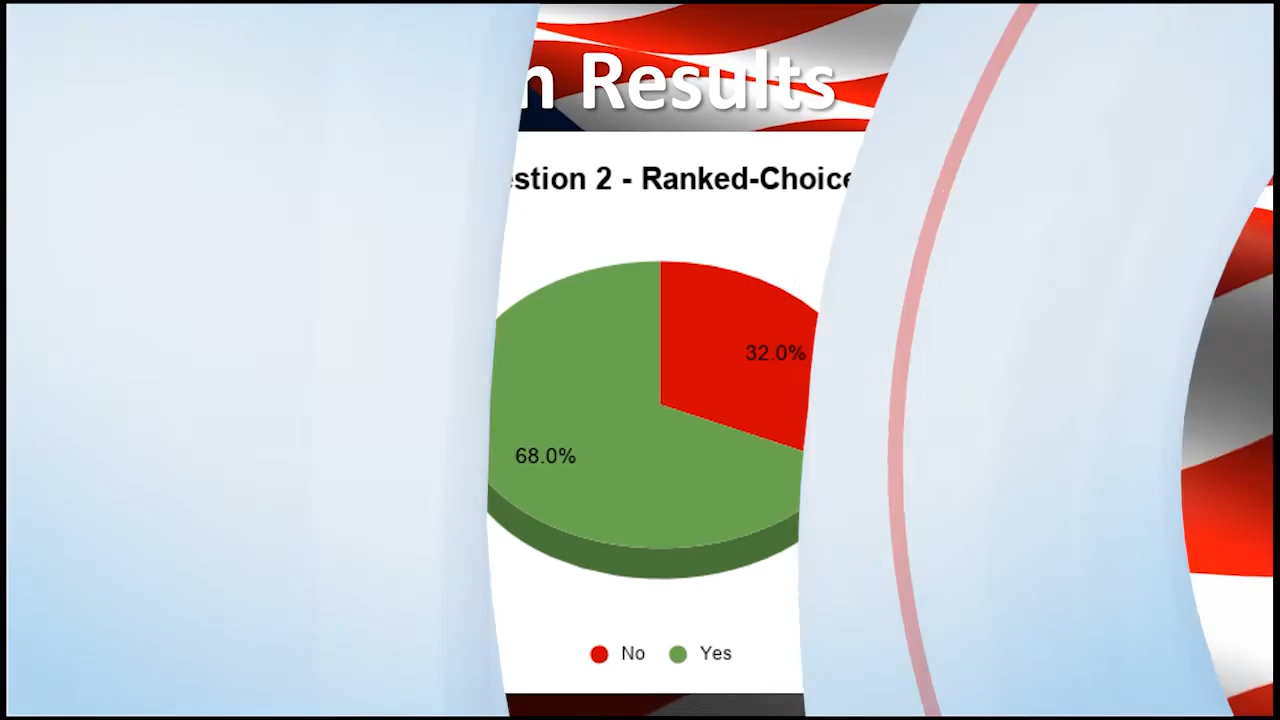 n Results
estion 2 - Ranked-Choice
32.0%
68.0%
No Yes